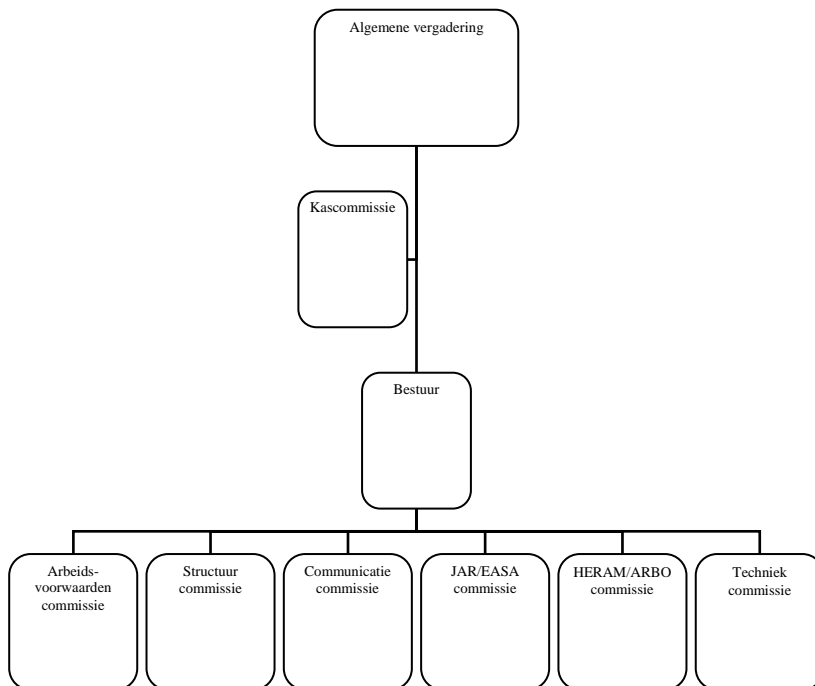 Algemene vergadering
Kascommissie
Bestuur
Arbeids-
voorwaarden
commissie
Structuur
commissie
Communicatie
commissie
JAR/EASA
commissie
HERAM/ARBO
commissie
Techniek
commissie